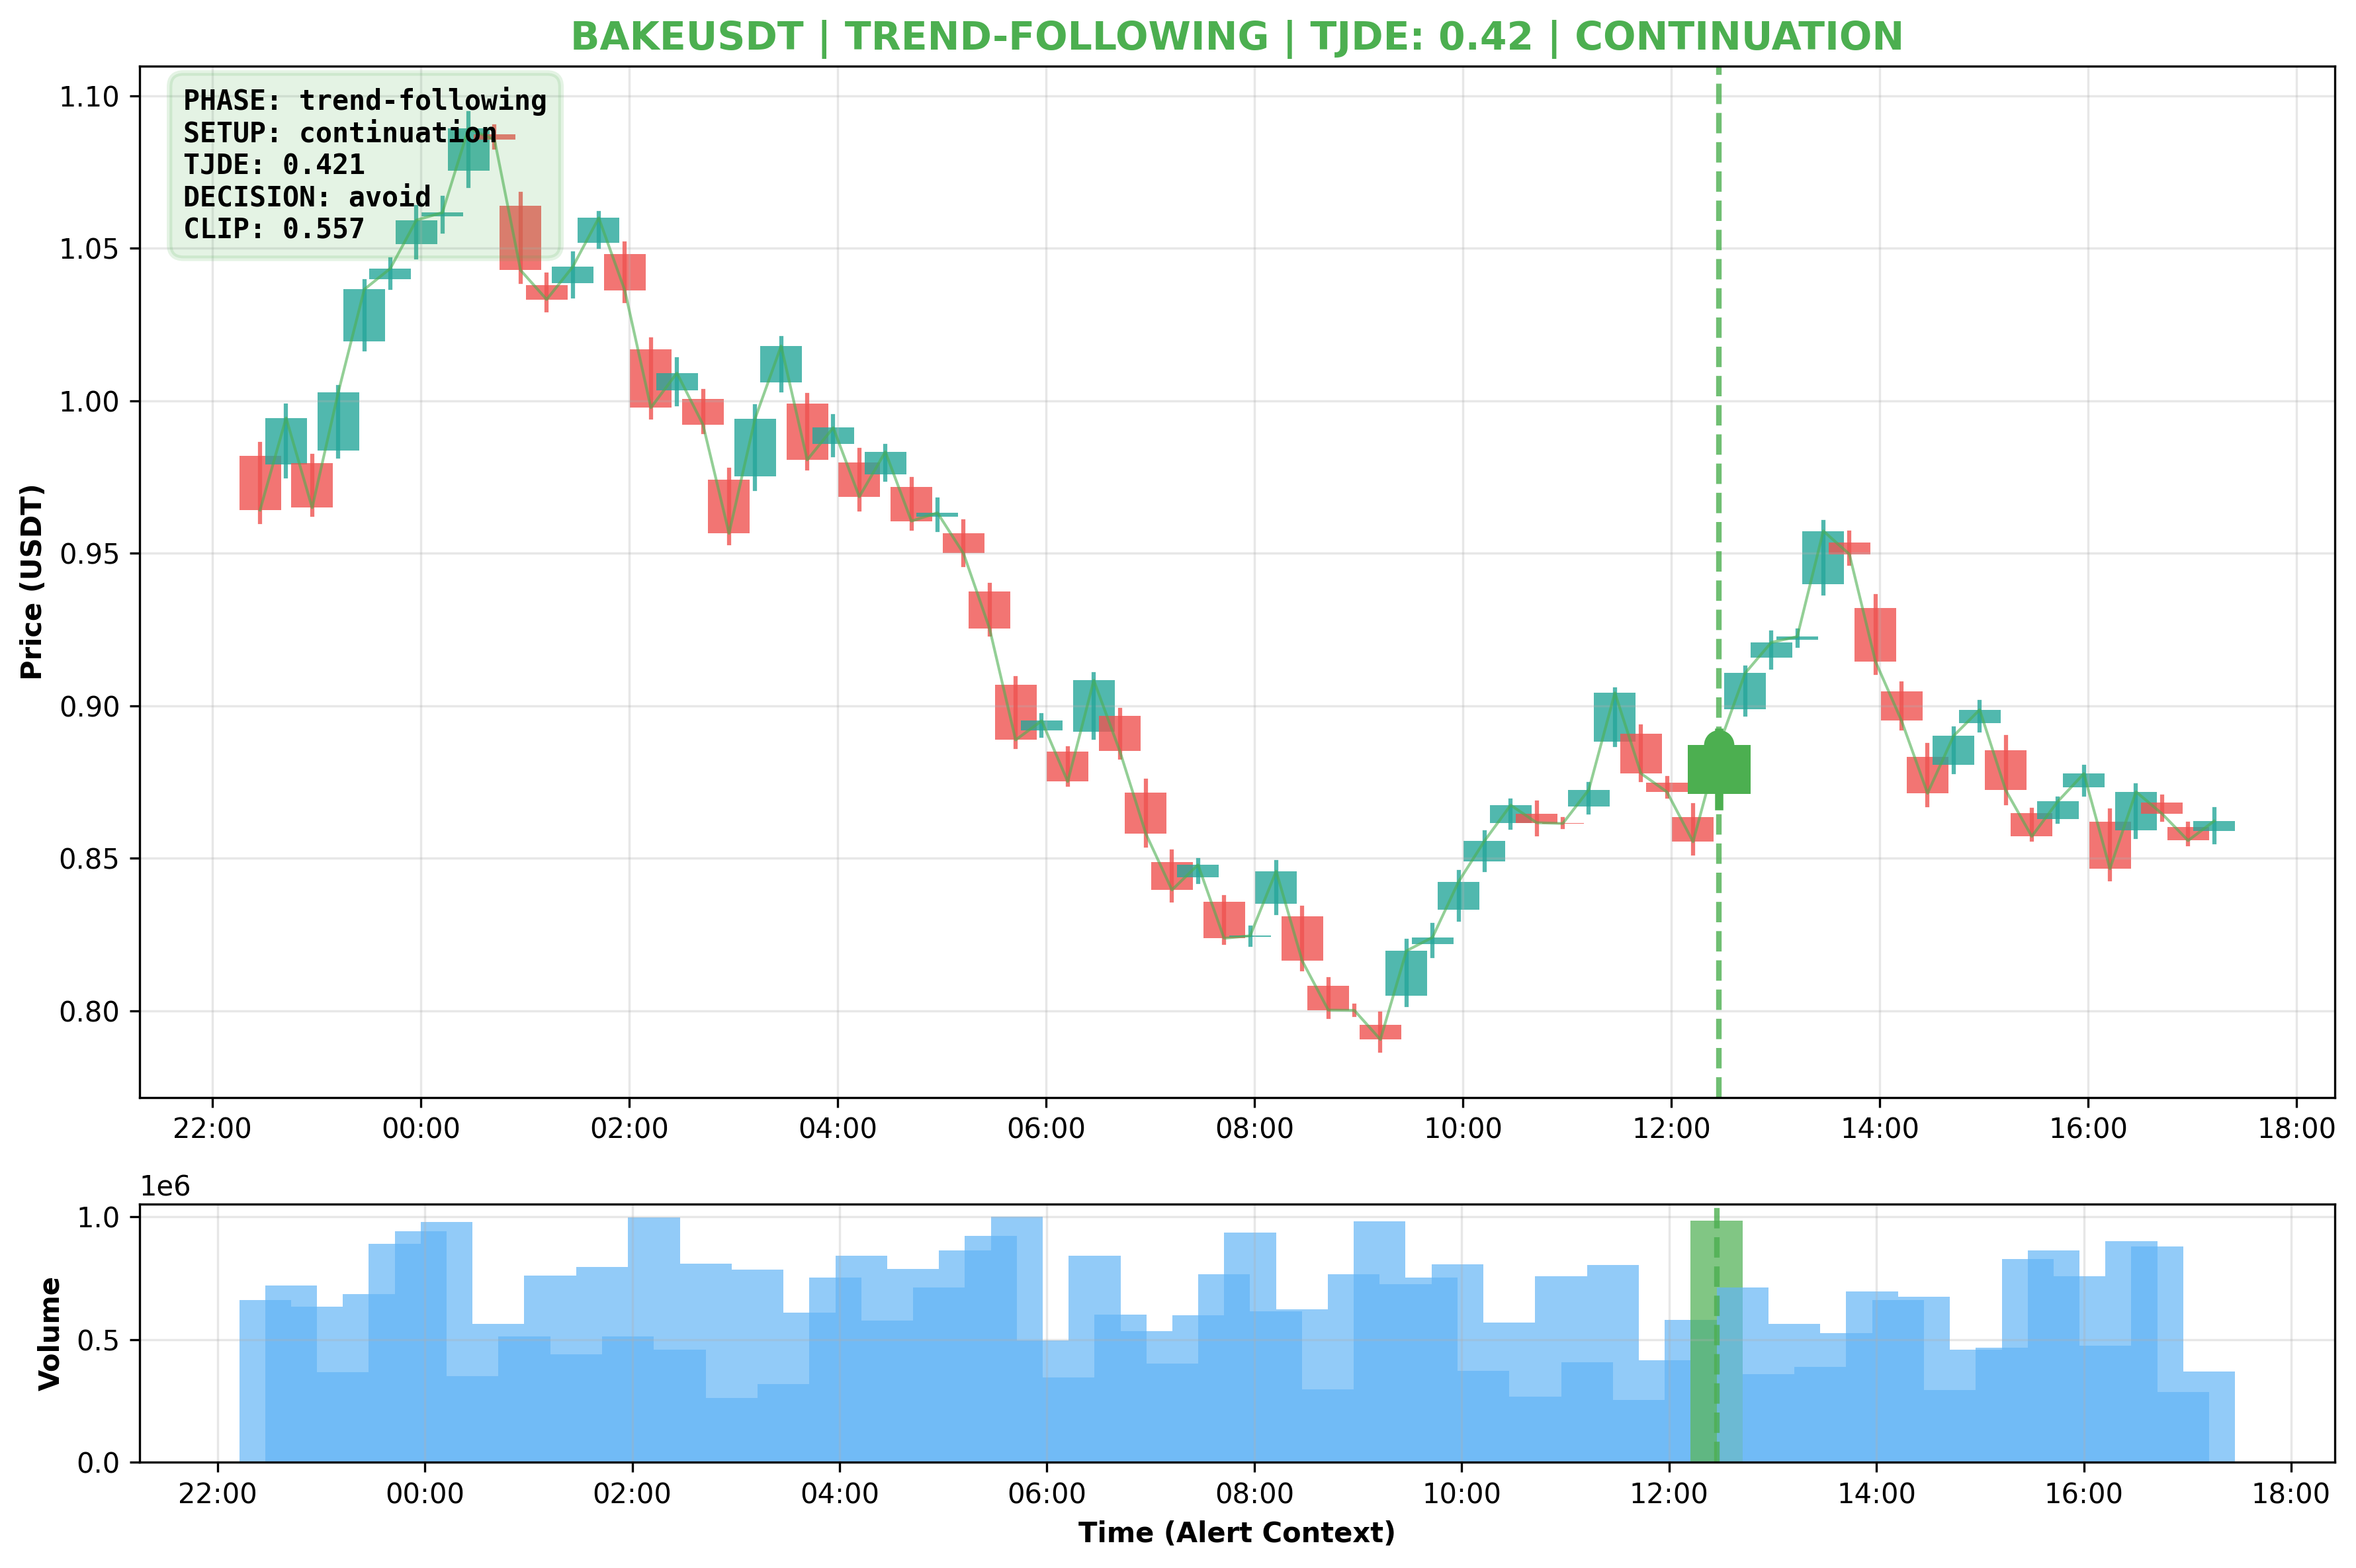 BAKEUSDT | TREND-FOLLOWING | TJDE: 0.42 | CONTINUATION
PHASE: trend-following
SETUP: continuation
TJDE: 0.421
DECISION: avoid
CLIP: 0.557
Price (USDT)
1.10
1.05
1.00
0.95
0.90
0.85
0.80
22:00 00:00 02:00 04:00 06:00 08:00 10:00 12:00 14:00 16:00 18:00
1e6
Volume
1.0
0.5
0.0
22:00 00:00 02:00 04:00 06:00 08:00 10:00 12:00 14:00 16:00 18:00
Time (Alert Context)